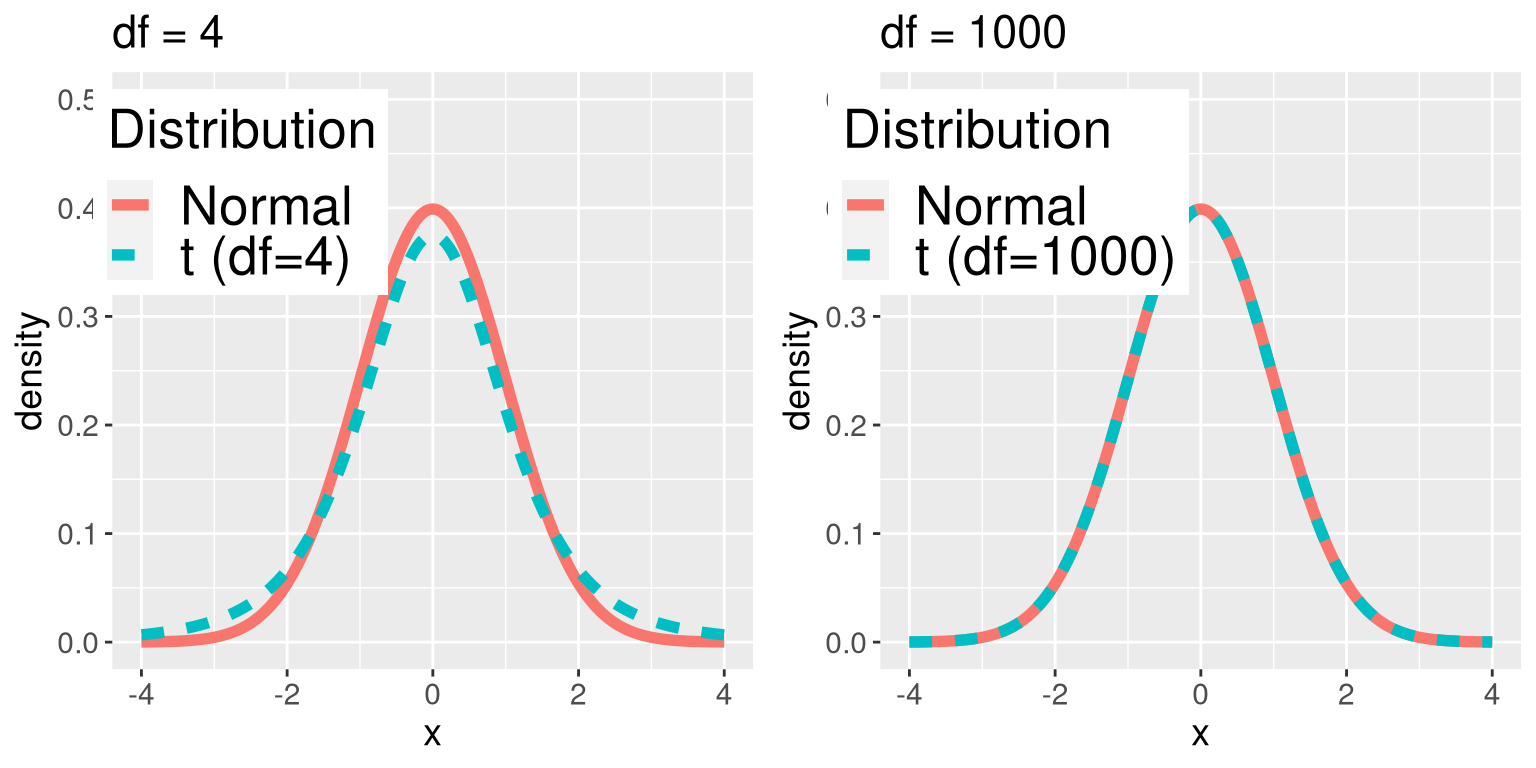 df = 4
Distribution
Normal
t (df=4)
density
0.4
0.3
0.2
0.1
0.0
-4 -2 0 2 4
x
df = 1000
Distribution
Normal
t (df=1000)
density
0.3
0.2
0.1
0.0
-4 -2 0 2 4
x